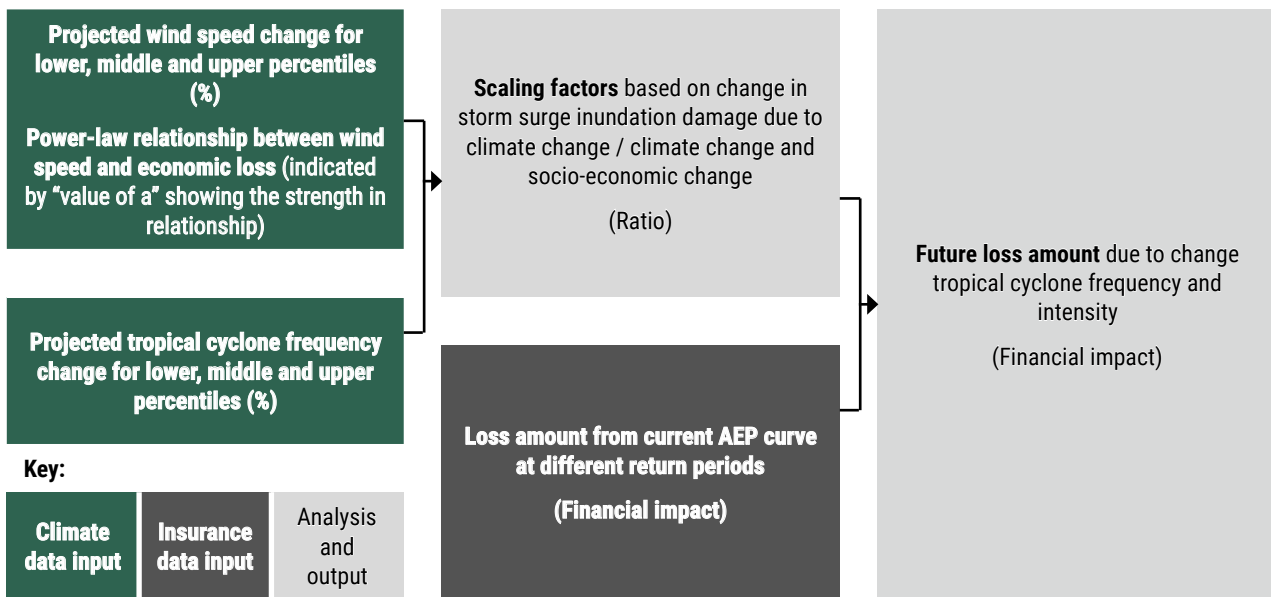 Projected wind speed change for
lower, middle and upper percentiles
(%)
Power-law relationship between wind
speed and economic loss (indicated
by “value of a” showing the strength in
relationship)
Projected tropical cyclone frequency
change for lower, middle and upper
percentiles (%)
Scaling factors based on change in
storm surge inundation damage due to
climate change / climate change and
socio-economic change
(Ratio)
Loss amount from current AEP curve
at different return periods
(Financial impact)
Future loss amount due to change
tropical cyclone frequency and
intensity
(Financial impact)
Key:
Climate
data input
Insurance
data input
Analysis
and
output